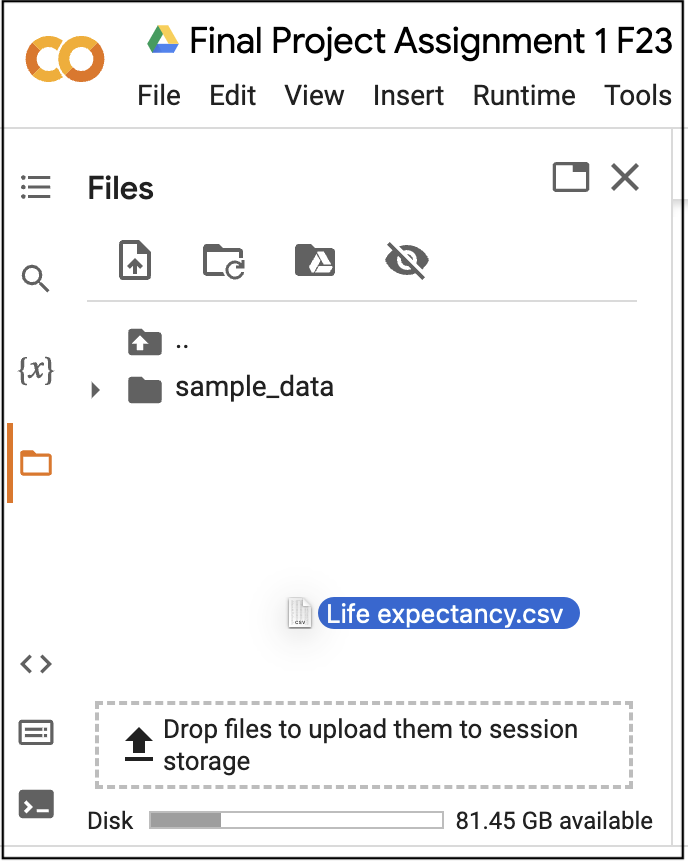 Final Project Assignment 1 F23
File Edit View Insert Runtime Tools
Files
..
sample_data
{x}
CSV
Life expectancy.csv
Drop files to upload them to session
storage
Disk 81.45 GB available